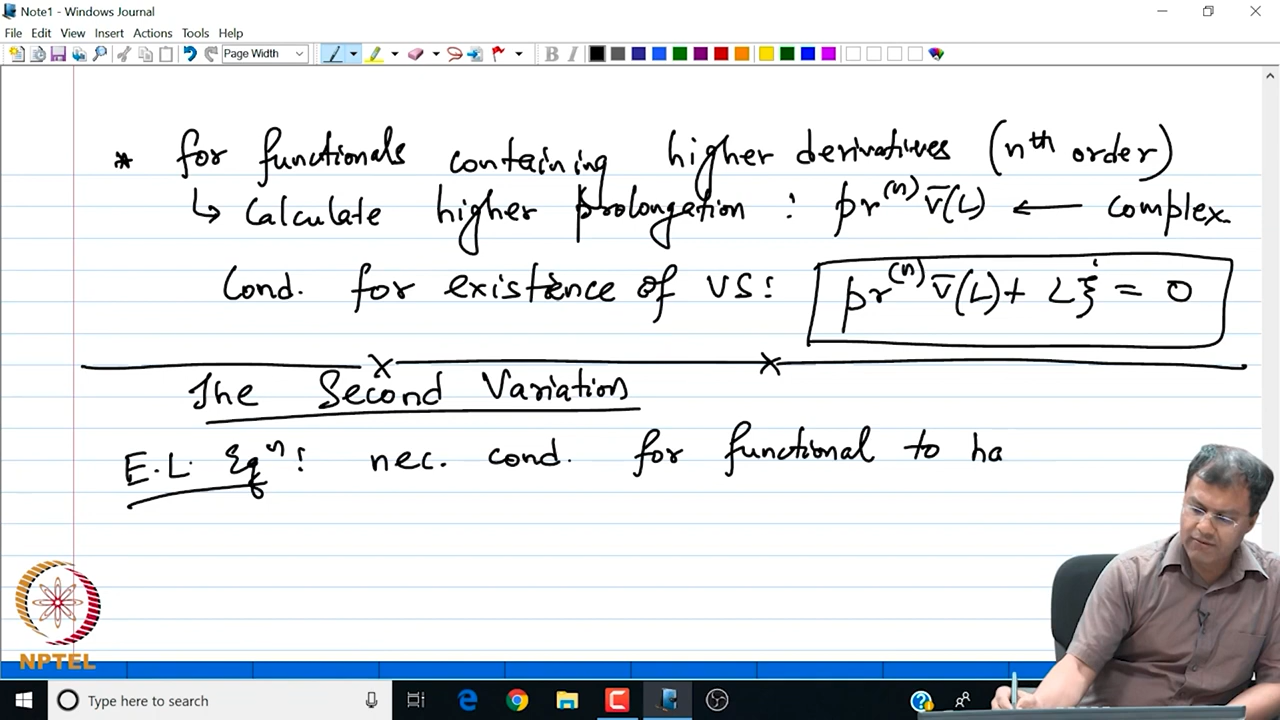 Note1 - Windows Journal
File Edit View Insert Actions Tools Help
Page Width
B I
* for functionals containing higher derivatives (nth order)
↳ Calculate higher prolongation : pr⁽ⁿ⁾ v̄(L) ← complex
Cond. for existence of VS: pr⁽ⁿ⁾ v̄(L) + L ξ̇ = 0
The Second Variation
E.L. Eqⁿ: nec. cond. for functional to ha
NPTEL
Type here to search